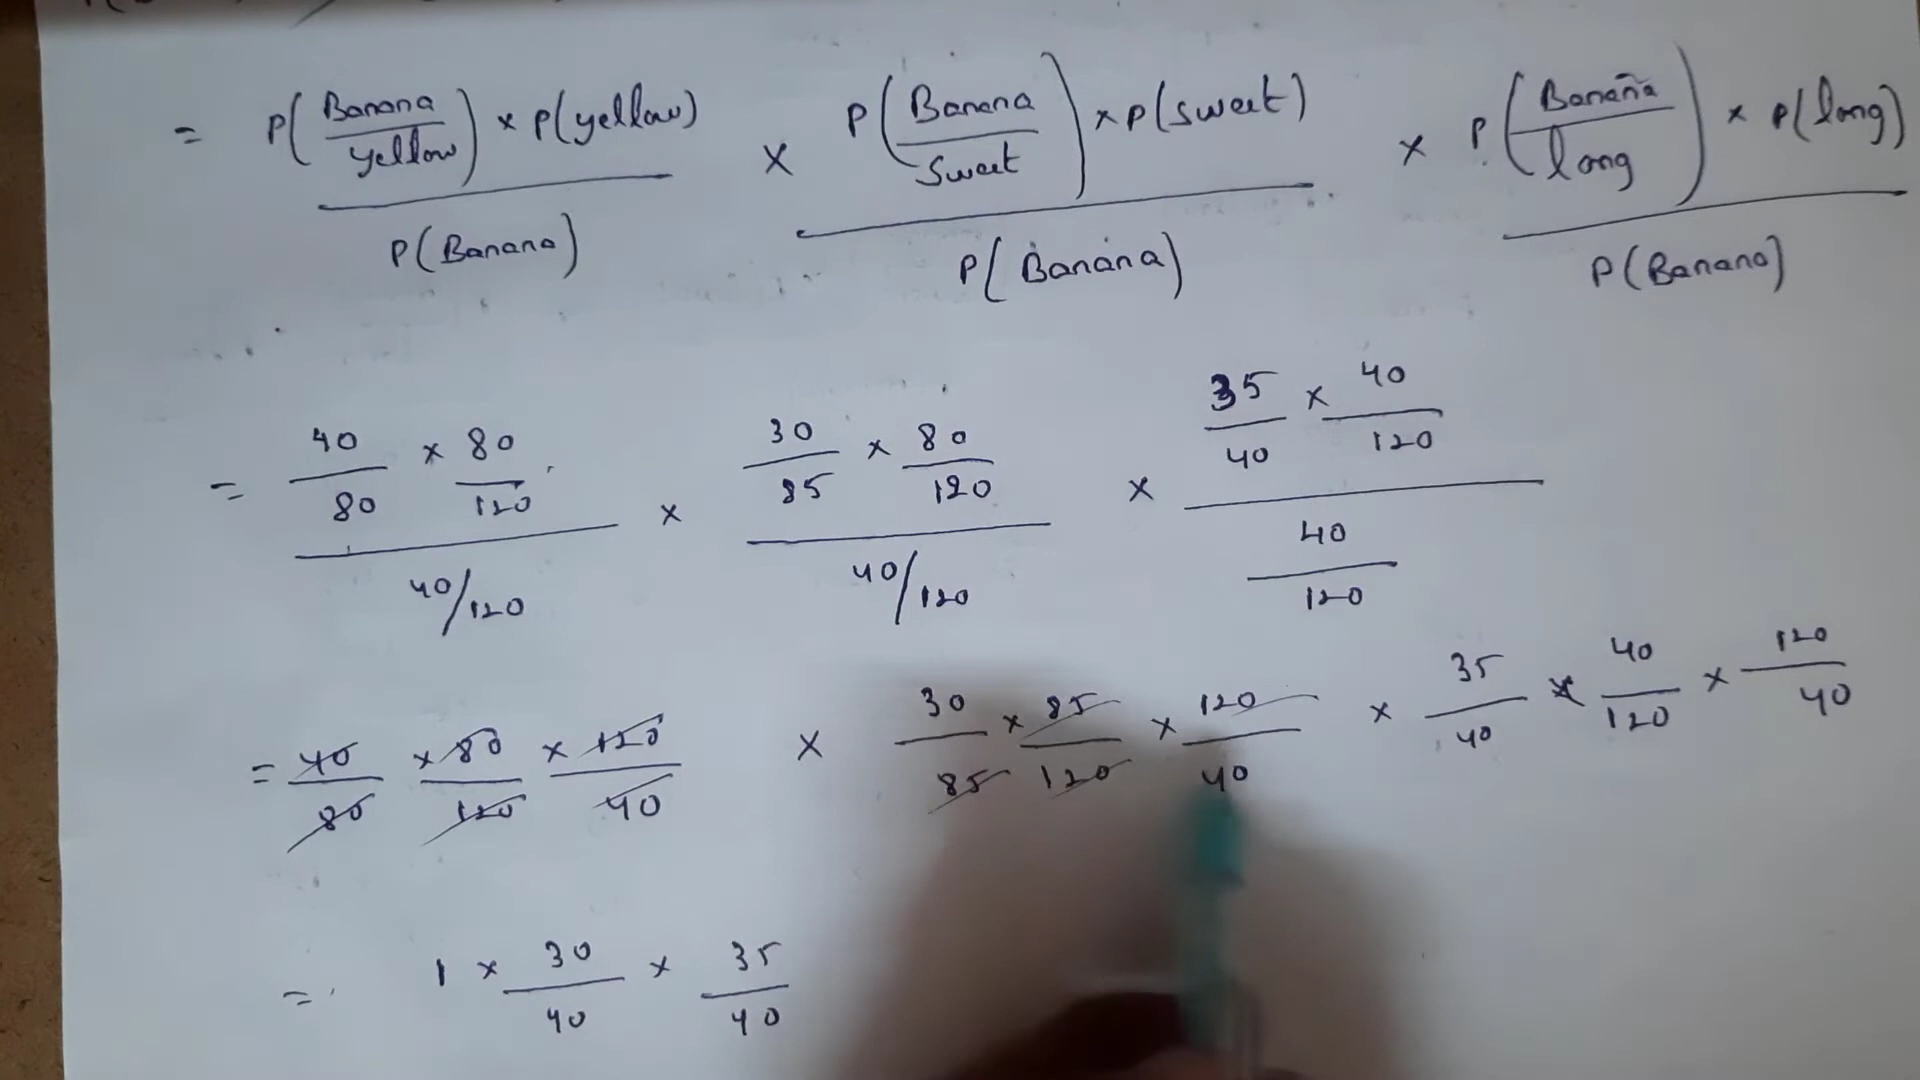 = P(Banana/yellow) × P(yellow) / P(Banana) × P(Banana/Sweet) × P(Sweet) / P(Banana) × P(Banana/long) × P(long) / P(Banana)
= 40/80 × 80/120 / 40/120 × 30/85 × 80/120 / 40/120 × 35/40 × 40/120 / 40/120
= 40/80 × 80/120 × 120/40 × 30/85 × 85/120 × 120/40 × 35/40 × 40/120 × 120/40
= 1 × 30/40 × 35/40